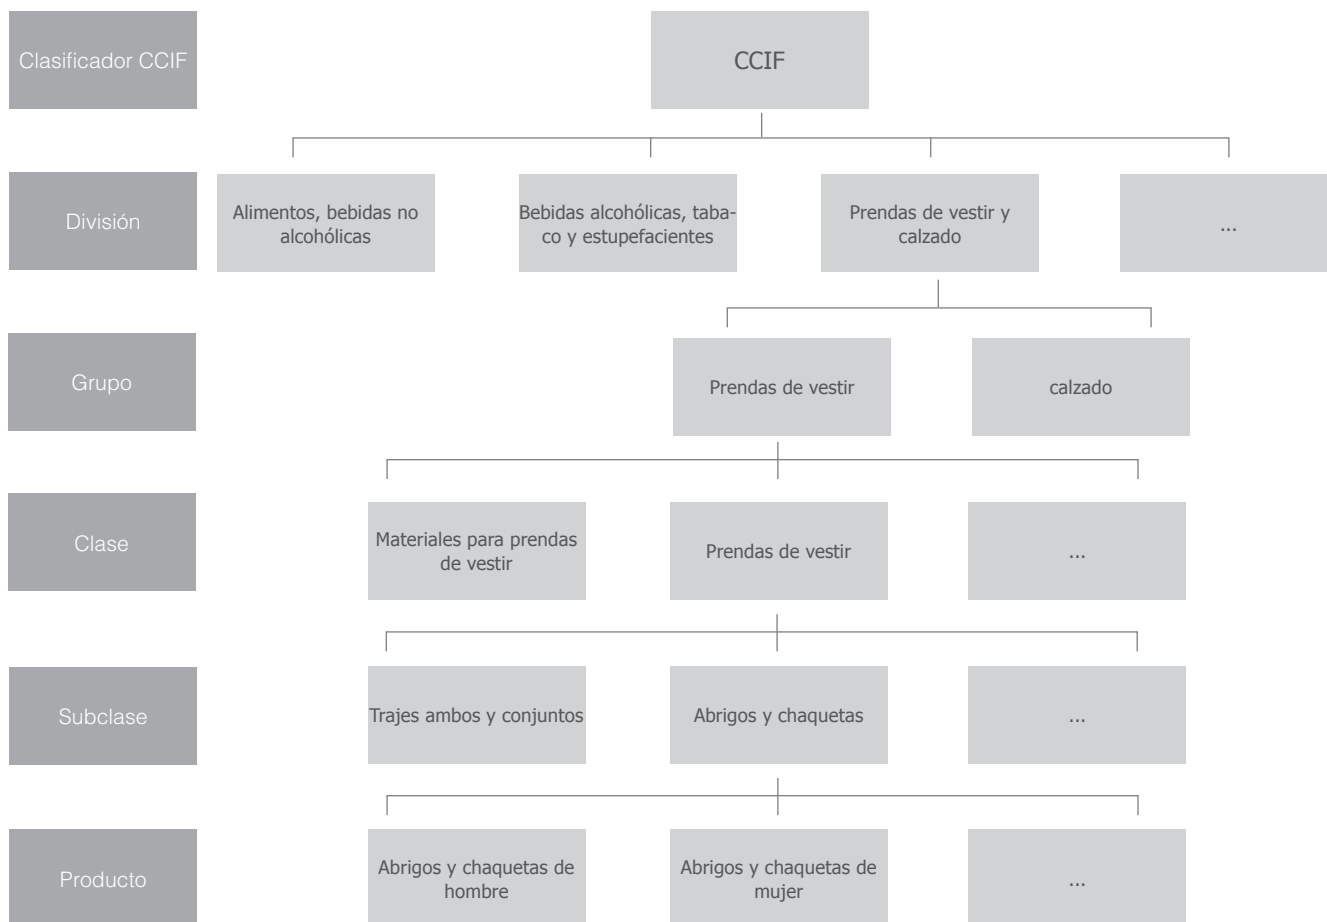 Clasificador CCIF
CCIF
División
Alimentos, bebidas no
alcohólicas
Bebidas alcohólicas, taba-
co y estupefacientes
Prendas de vestir y
calzado
...
Grupo
Prendas de vestir
calzado
Clase
Materiales para prendas
de vestir
Prendas de vestir
...
Subclase
Trajes ambos y conjuntos
Abrigos y chaquetas
...
Producto
Abrigos y chaquetas de
hombre
Abrigos y chaquetas de
mujer
...